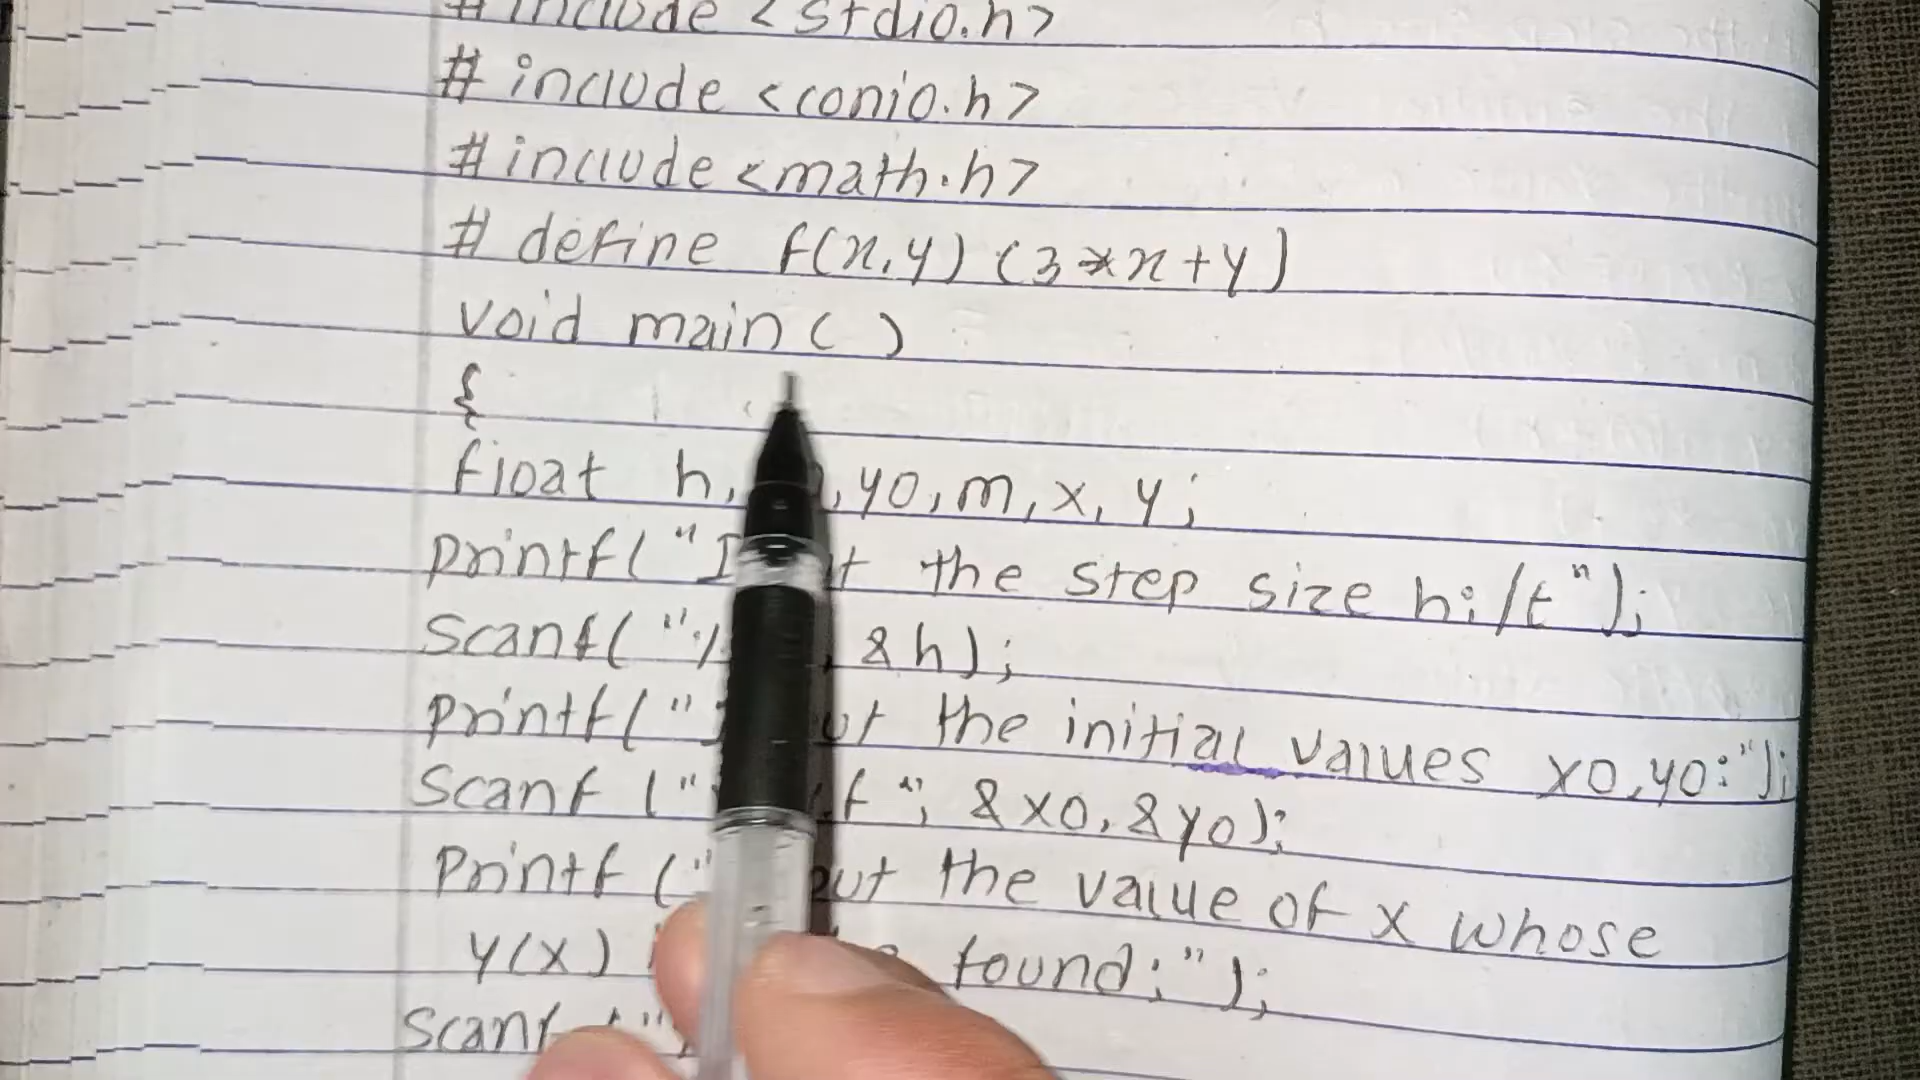 # include <stdio.h>
# include <conio.h>
# include <math.h>
# define f(x,y) (3*x+y)
void main()
{
float h, ,y0,m,x,y;
printf(" the step size h:/t");
scanf(" , &h);
printf(" the initial values x0,y0:");
scanf (" f", &x0,&y0);
printf (" the value of x whose
y(x) found:");
scanf ("